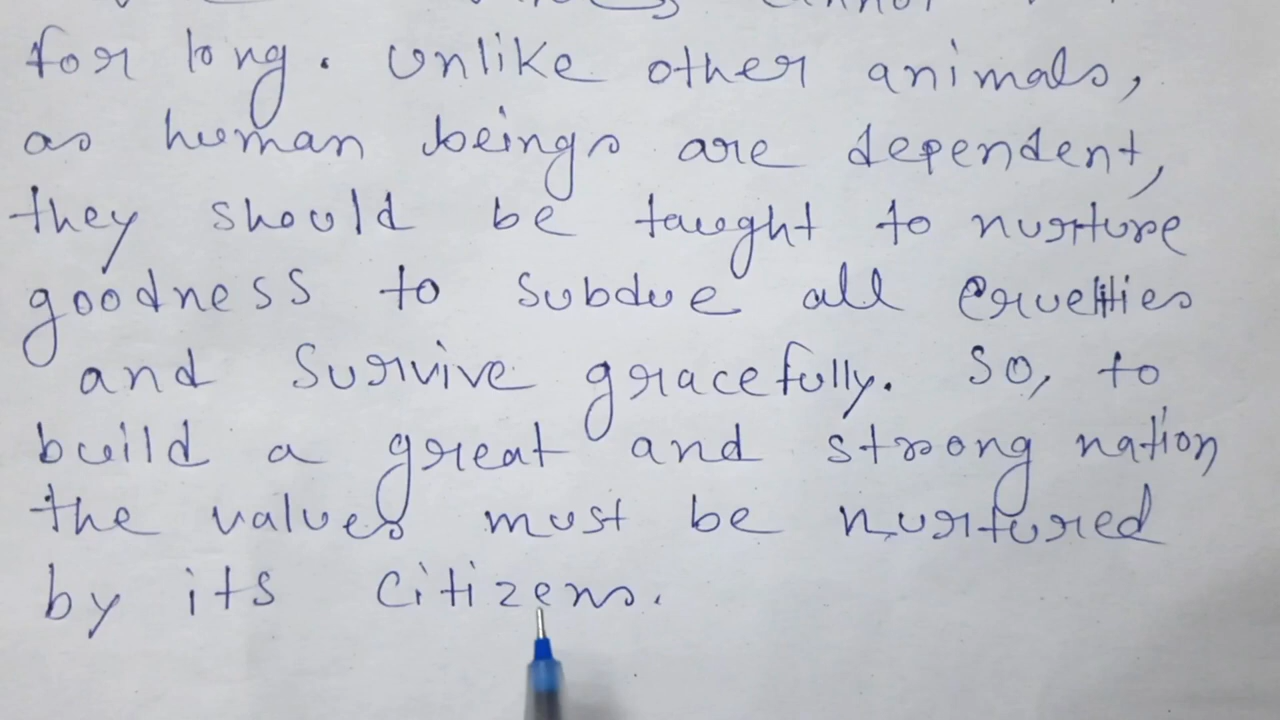 cannot
for long. Unlike other animals,
as human beings are dependent,
they should be taught to nurture
goodness to subdue all cruelties
and survive gracefully. So, to
build a great and strong nation
the values must be nurtured
by its citizens.